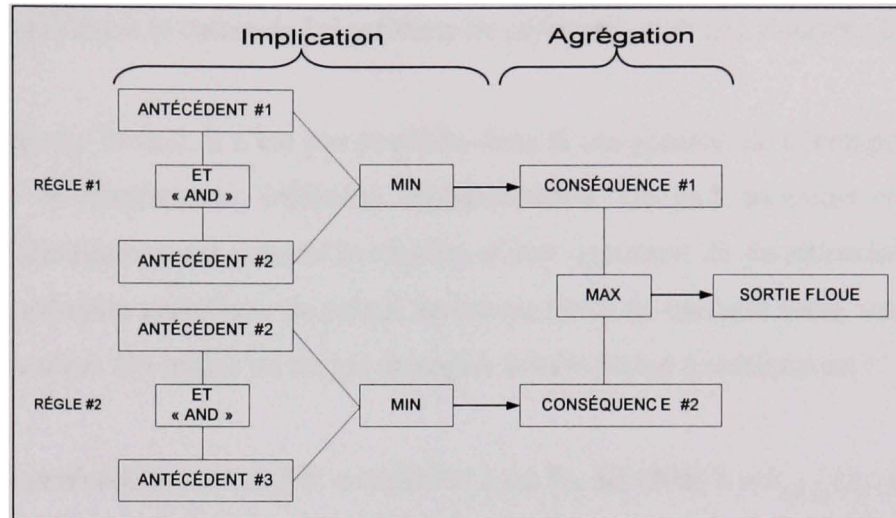 Implication
Agrégation
ANTÉCÉDENT #1
RÉGLE #1
ET
« AND »
MIN
CONSÉQUENCE #1
ANTÉCÉDENT #2
MAX
SORTIE FLOUE
ANTÉCÉDENT #2
RÉGLE #2
ET
« AND »
MIN
CONSÉQUENCE #2
ANTÉCÉDENT #3